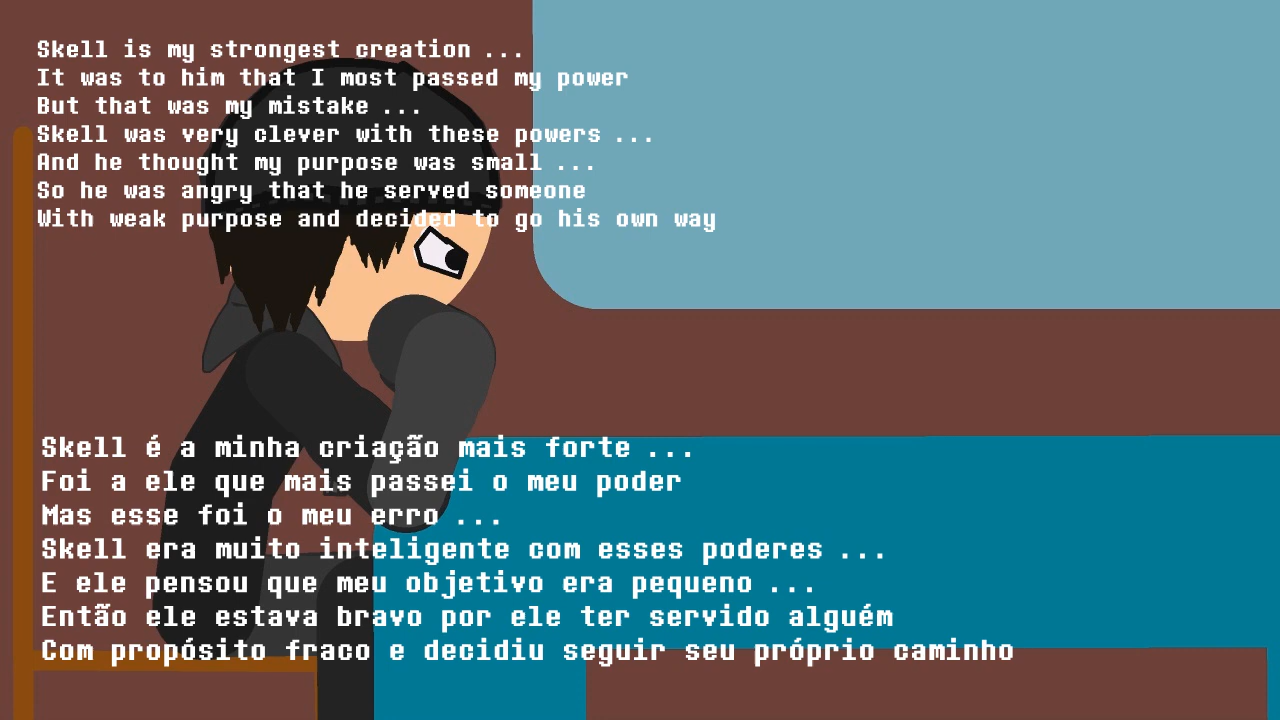 Skell is my strongest creation ...
It was to him that I most passed my power
But that was my mistake ...
Skell was very clever with these powers ...
And he thought my purpose was small ...
So he was angry that he served someone
With weak purpose and decided to go his own way
Skell é a minha criação mais forte ...
Foi a ele que mais passei o meu poder
Mas esse foi o meu erro ...
Skell era muito inteligente com esses poderes ...
E ele pensou que meu objetivo era pequeno ...
Então ele estava bravo por ele ter servido alguém
Com propósito fraco e decidiu seguir seu próprio caminho